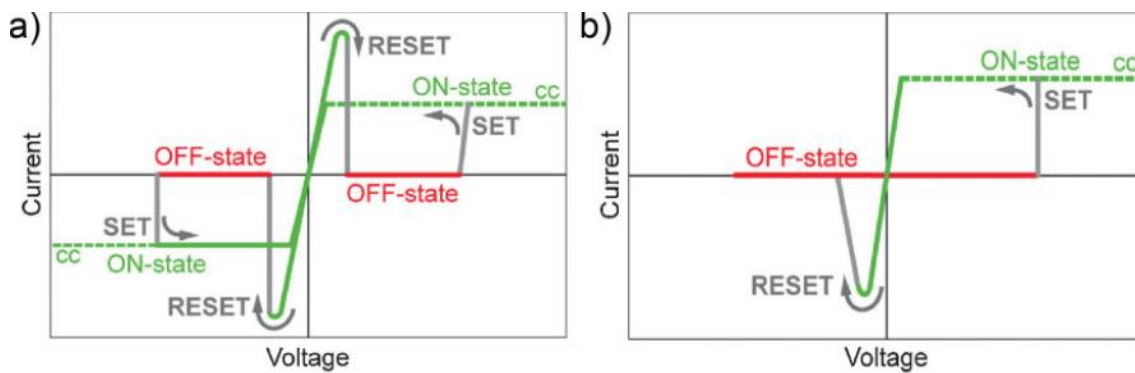 a)
RESET
ON-state
cc
SET
OFF-state
OFF-state
SET
cc
ON-state
RESET
Current
Voltage
b)
ON-state
cc
SET
OFF-state
RESET
Current
Voltage